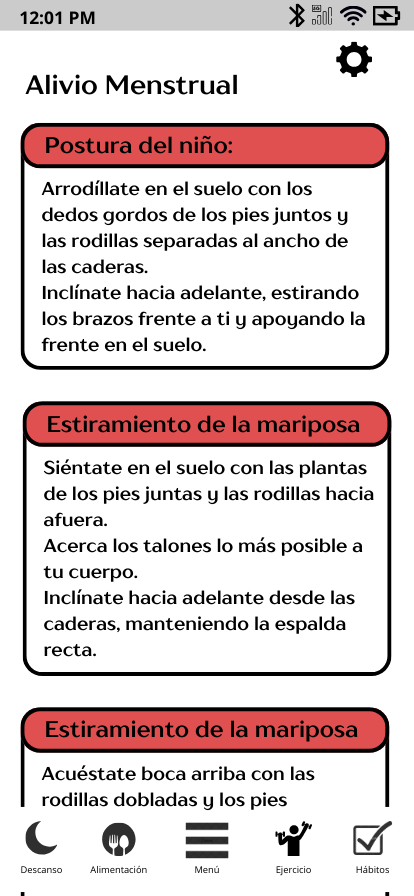 12:01 PM
Alivio Menstrual
Postura del niño:
Arrodíllate en el suelo con los
dedos gordos de los pies juntos y
las rodillas separadas al ancho de
las caderas.
Inclínate hacia adelante, estirando
los brazos frente a ti y apoyando la
frente en el suelo.
Estiramiento de la mariposa
Siéntate en el suelo con las plantas
de los pies juntas y las rodillas hacia
afuera.
Acerca los talones lo más posible a
tu cuerpo.
Inclínate hacia adelante desde las
caderas, manteniendo la espalda
recta.
Estiramiento de la mariposa
Acuéstate boca arriba con las
rodillas dobladas y los pies
Descanso Alimentación Menú Ejercicio Hábitos